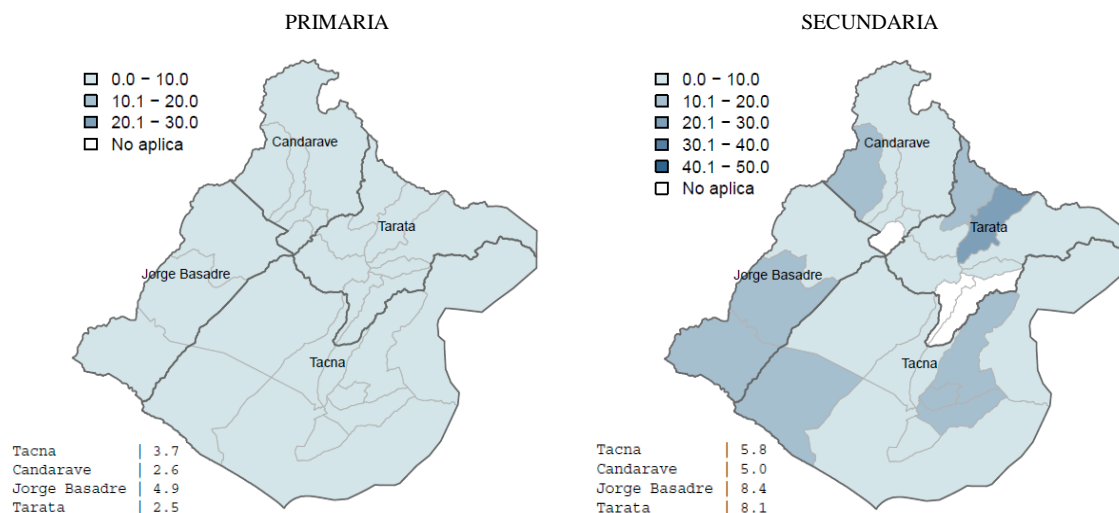 PRIMARIA
0.0 − 10.0
10.1 − 20.0
20.1 − 30.0
No aplica
Candarave
Tarata
Jorge Basadre
Tacna
Tacna | 3.7
Candarave | 2.6
Jorge Basadre | 4.9
Tarata | 2.5
SECUNDARIA
0.0 − 10.0
10.1 − 20.0
20.1 − 30.0
30.1 − 40.0
40.1 − 50.0
No aplica
Candarave
Tarata
Jorge Basadre
Tacna
Tacna | 5.8
Candarave | 5.0
Jorge Basadre | 8.4
Tarata | 8.1